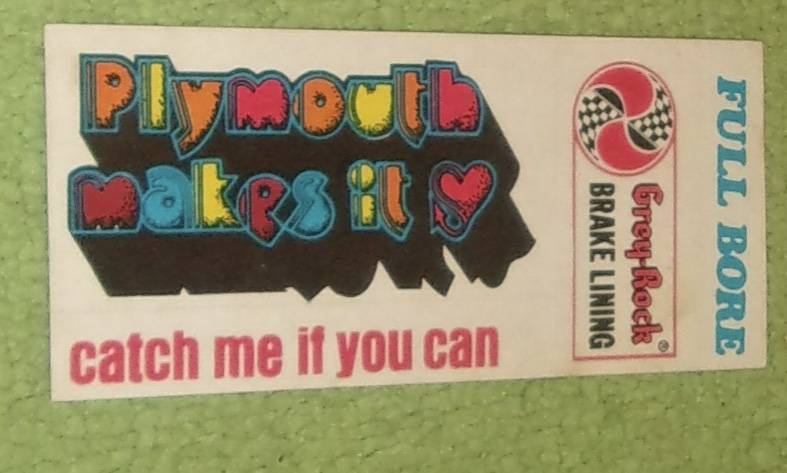 Plymouth
makes it
catch me if you can
Grey-Rock®
BRAKE LINING
FULL BORE